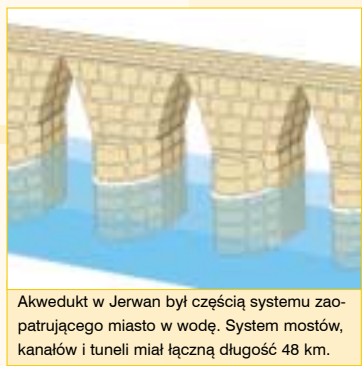 Akwedukt w Jerwan był częścią systemu zao-
patrującego miasto w wodę. System mostów,
kanałów i tuneli miał łączną długość 48 km.